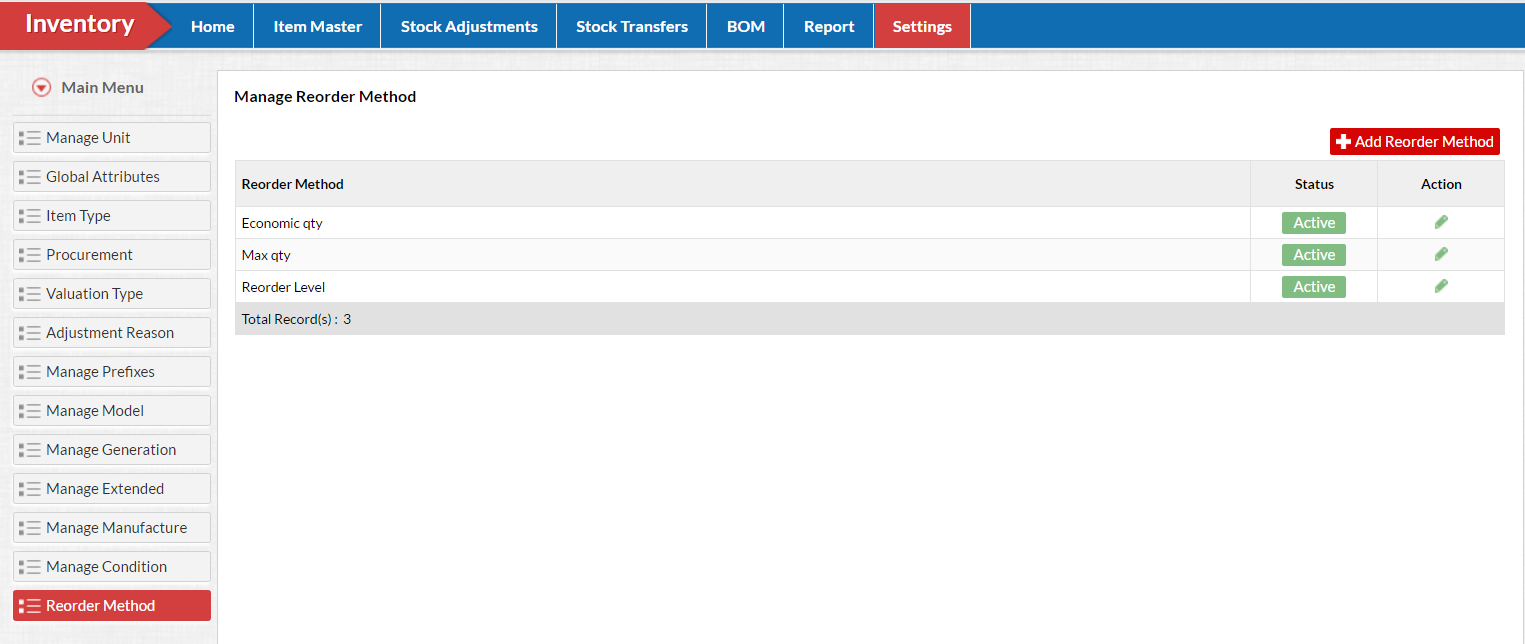 Inventory
Home Item Master Stock Adjustments Stock Transfers BOM Report Settings
Main Menu
Manage Unit
Global Attributes
Item Type
Procurement
Valuation Type
Adjustment Reason
Manage Prefixes
Manage Model
Manage Generation
Manage Extended
Manage Manufacture
Manage Condition
Reorder Method
Manage Reorder Method
Add Reorder Method
Reorder Method Status Action
Economic qty Active
Max qty Active
Reorder Level Active
Total Record(s) : 3